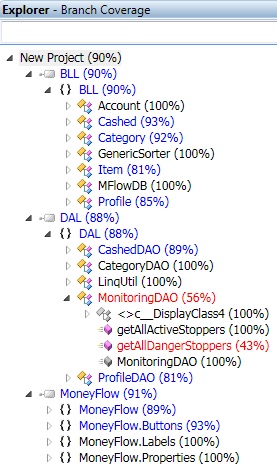 Explorer - Branch Coverage
New Project (90%)
BLL (90%)
{} BLL (90%)
Account (100%)
Cashed (93%)
Category (92%)
GenericSorter (100%)
Item (81%)
MFlowDB (100%)
Profile (85%)
DAL (88%)
{} DAL (88%)
CashedDAO (89%)
CategoryDAO (100%)
LinqUtil (100%)
MonitoringDAO (56%)
<>c__DisplayClass4 (100%)
getAllActiveStoppers (100%)
getAllDangerStoppers (43%)
MonitoringDAO (100%)
ProfileDAO (81%)
MoneyFlow (91%)
{} MoneyFlow (89%)
{} MoneyFlow.Buttons (93%)
{} MoneyFlow.Labels (100%)
{} MoneyFlow.Properties (100%)